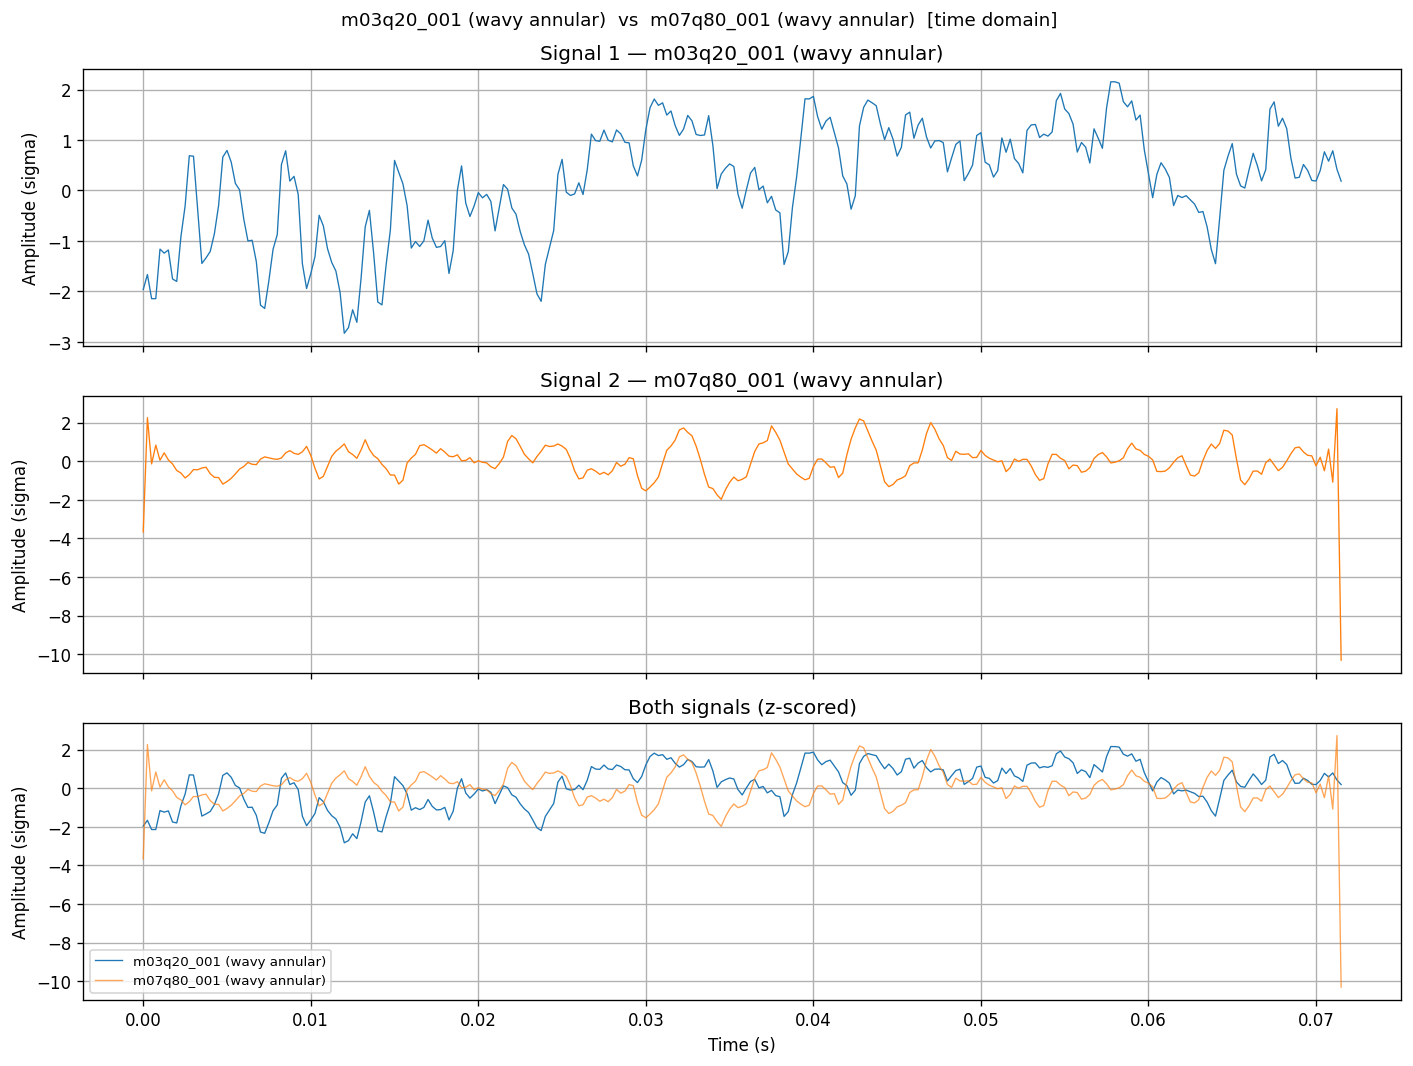 m03q20_001 (wavy annular)  vs  m07q80_001 (wavy annular)  [time domain]
Signal 1 — m03q20_001 (wavy annular)
Amplitude (sigma)
2
1
0
−1
−2
−3
Signal 2 — m07q80_001 (wavy annular)
Amplitude (sigma)
2
0
−2
−4
−6
−8
−10
Both signals (z-scored)
Amplitude (sigma)
2
0
−2
−4
−6
−8
−10
m03q20_001 (wavy annular)
m07q80_001 (wavy annular)
0.00 0.01 0.02 0.03 0.04 0.05 0.06 0.07
Time (s)